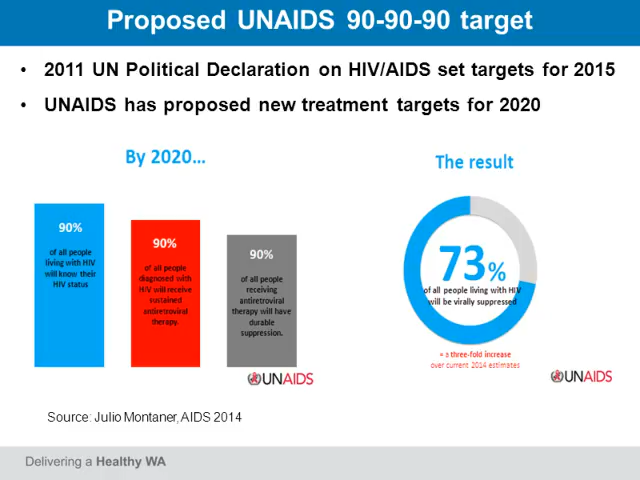 Proposed UNAIDS 90-90-90 target
• 2011 UN Political Declaration on HIV/AIDS set targets for 2015
• UNAIDS has proposed new treatment targets for 2020
By 2020...
90%
of all people
living with HIV
will know their
HIV status
90%
of all people
diagnosed with
HIV will receive
sustained
antiretroviral
therapy.
90%
of all people
receiving
antiretroviral
therapy will have
durable
suppression.
UNAIDS
The result
73%
of all people living with HIV
will be virally suppressed
= a three-fold increase
over current 2014 estimates
UNAIDS
Source: Julio Montaner, AIDS 2014
Delivering a Healthy WA